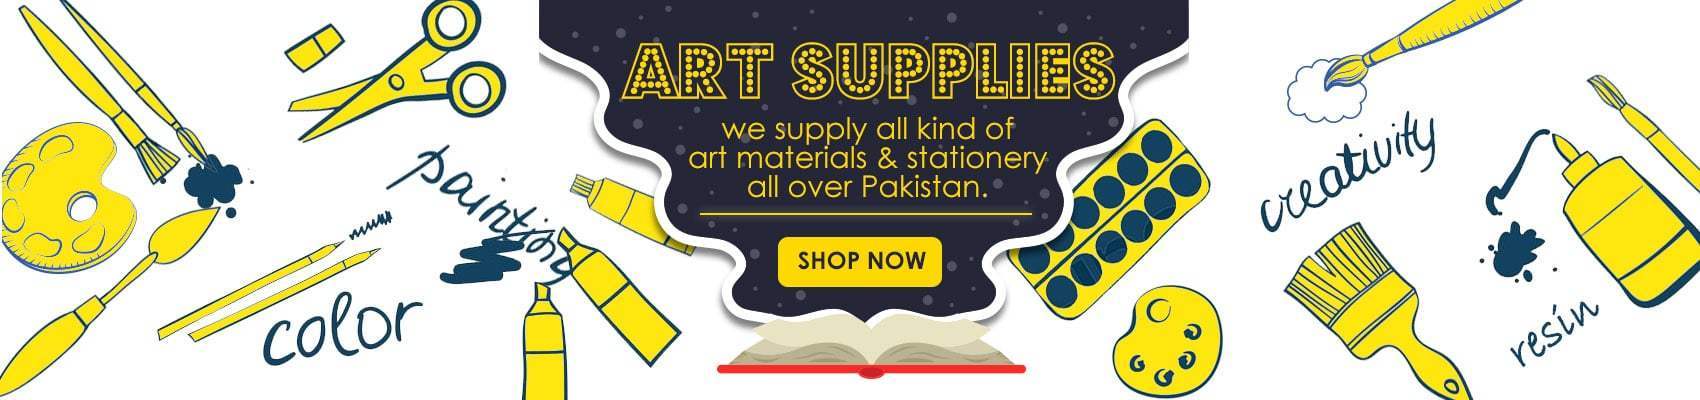 ART SUPPLIES
we supply all kind of
art materials & stationery
all over Pakistan.
SHOP NOW
painting
color
creativity
resin